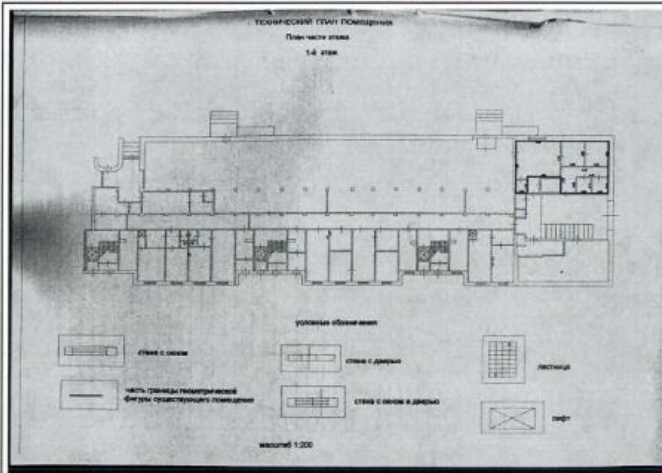 ТЕХНИЧЕСКИЙ ПЛАН ПОМЕЩЕНИЯ
План части этажа
1-й этаж
условные обозначения
стена с окном
стена с дверью
лестница
часть границы геометрической
фигуры существующего помещения
стена с окном и дверью
лифт
масштаб 1:200